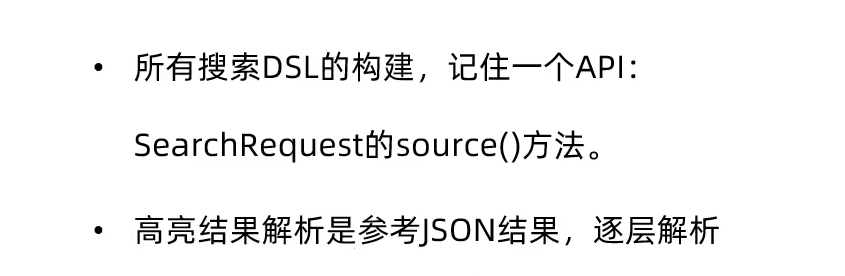 • 所有搜索DSL的构建，记住一个API：
SearchRequest的source()方法。
• 高亮结果解析是参考JSON结果，逐层解析